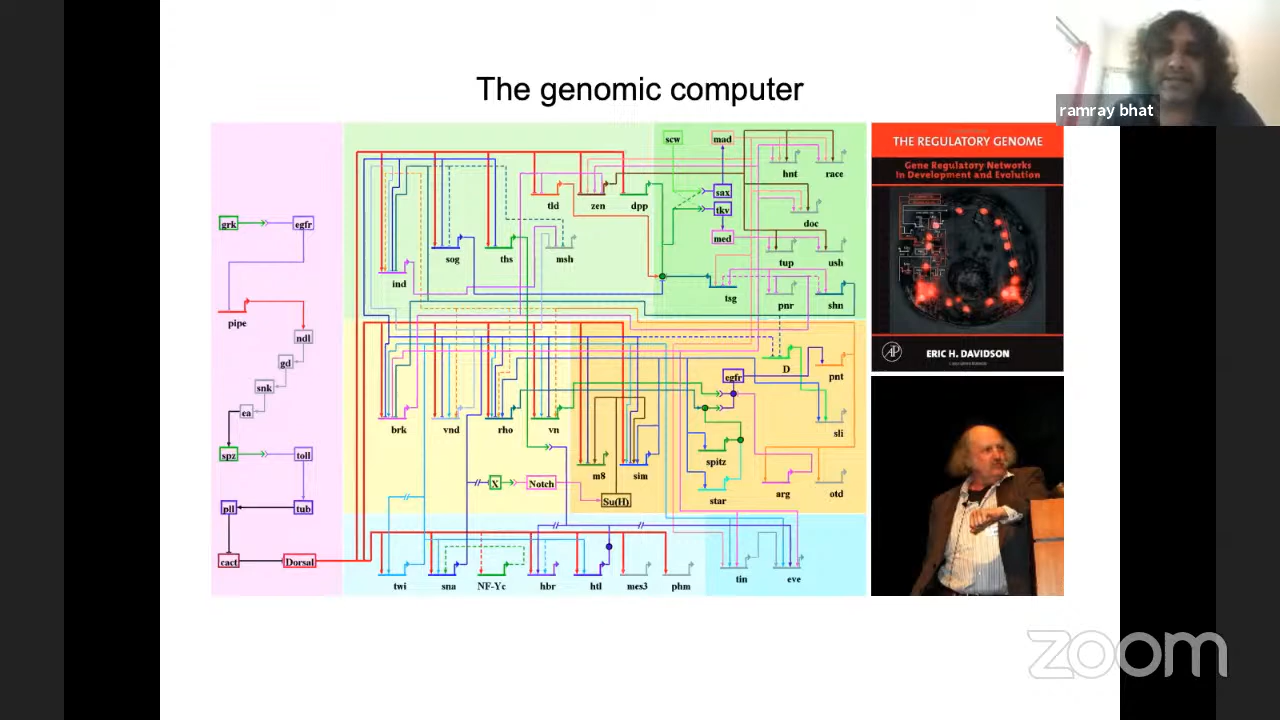 The genomic computer
ramray bhat
scw
mad
hnt
race
THE REGULATORY GENOME
Gene Regulatory Networks
in Development and Evolution
sax
tld
zen
dpp
tkv
doc
grk
egfr
med
sog
ths
msh
tup
ush
ind
tsg
pnr
shn
pipe
ndl
gd
snk
ea
D
pnt
egfr
ERIC H. DAVIDSON
brk
vnd
rho
vn
sli
spz
toll
spitz
m8
sim
X
Notch
star
arg
otd
Su(H)
pll
tub
cact
Dorsal
twi
sna
NF-Yc
hbr
htl
mes3
phm
tin
eve
AP
zoom